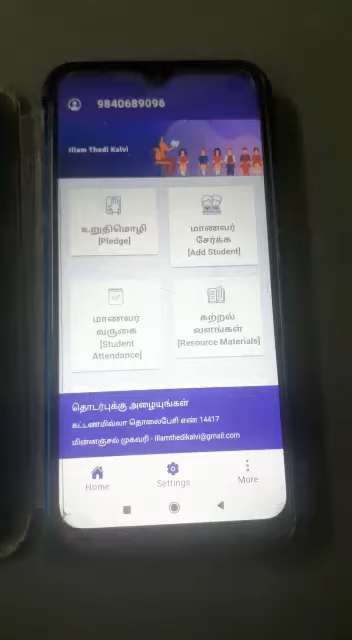 9840689096
Illam Thedi Kalvi
உறுதிமொழி
[Pledge]
மாணவர்
சேர்க்க
[Add Student]
மாணவர்
வருகை
[Student
Attendance]
கற்றல்
வளங்கள்
[Resource Materials]
தொடர்புக்கு அழையுங்கள்
கட்டணமில்லா தொலைபேசி எண் 14417
மின்னஞ்சல் முகவரி - illamthedikalvi@gmail.com
Home
Settings
More